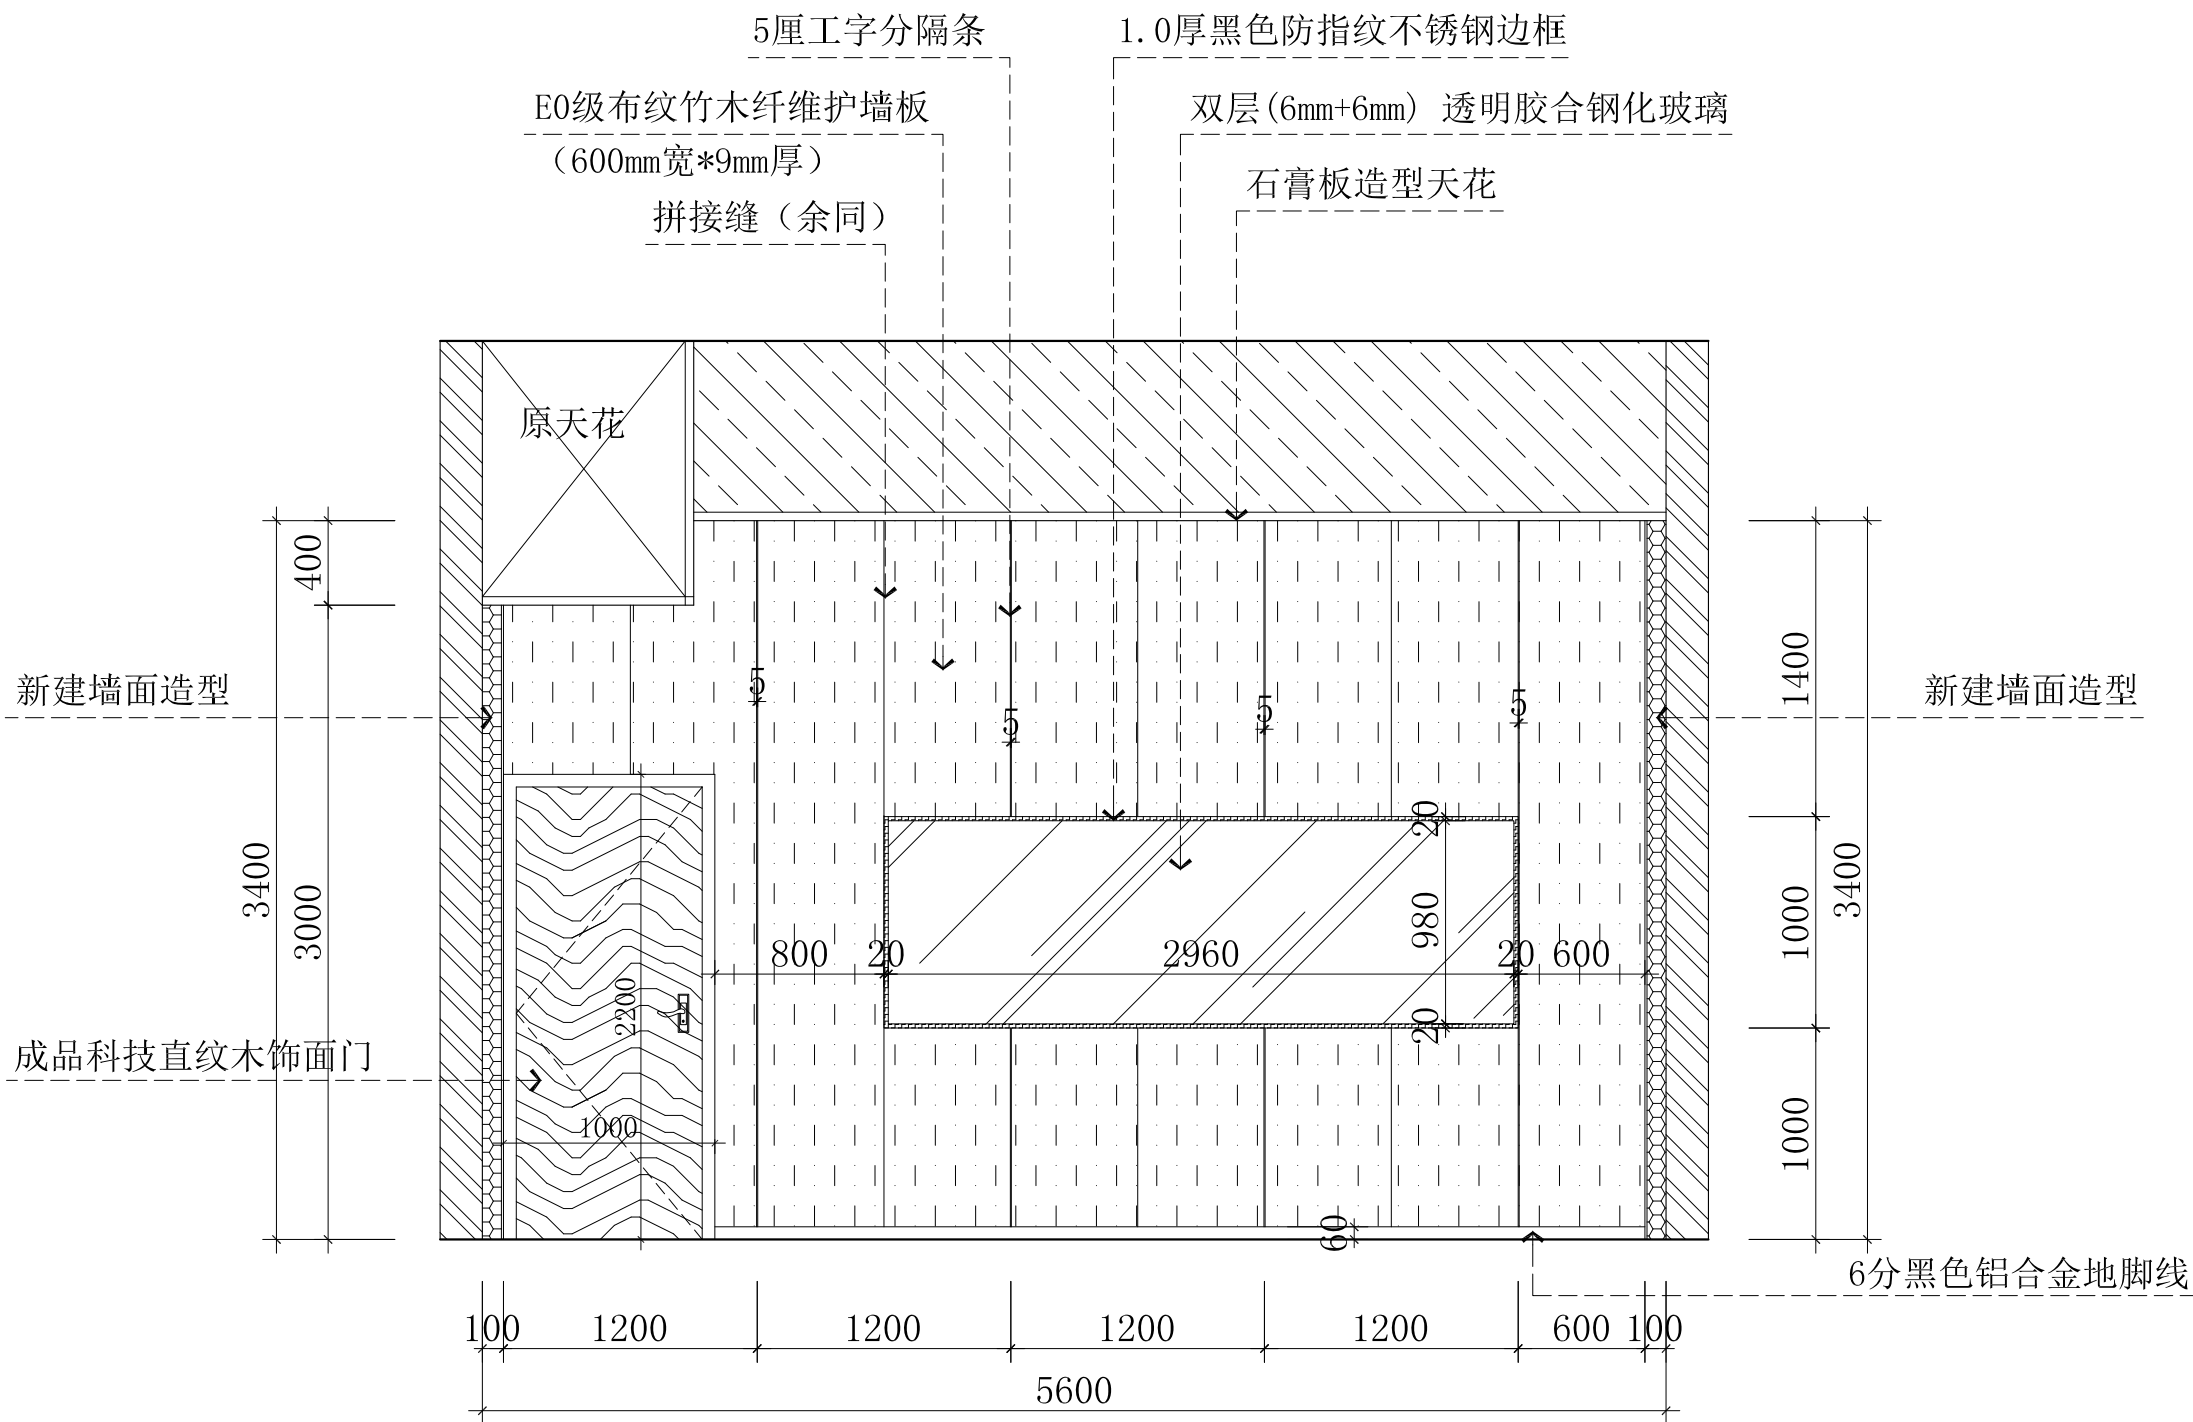 5厘工字分隔条
1.0厚黑色防指纹不锈钢边框
E0级布纹竹木纤维护墙板
（600mm宽*9mm厚）
双层(6mm+6mm) 透明胶合钢化玻璃
石膏板造型天花
拼接缝（余同）
原天花
400
3400
3000
新建墙面造型
新建墙面造型
5
5
5
5
1400
1000
3400
1000
20
980
20
800
20
2960
20
600
2200
成品科技直纹木饰面门
1000
60
6分黑色铝合金地脚线
100
1200
1200
1200
1200
600
100
5600